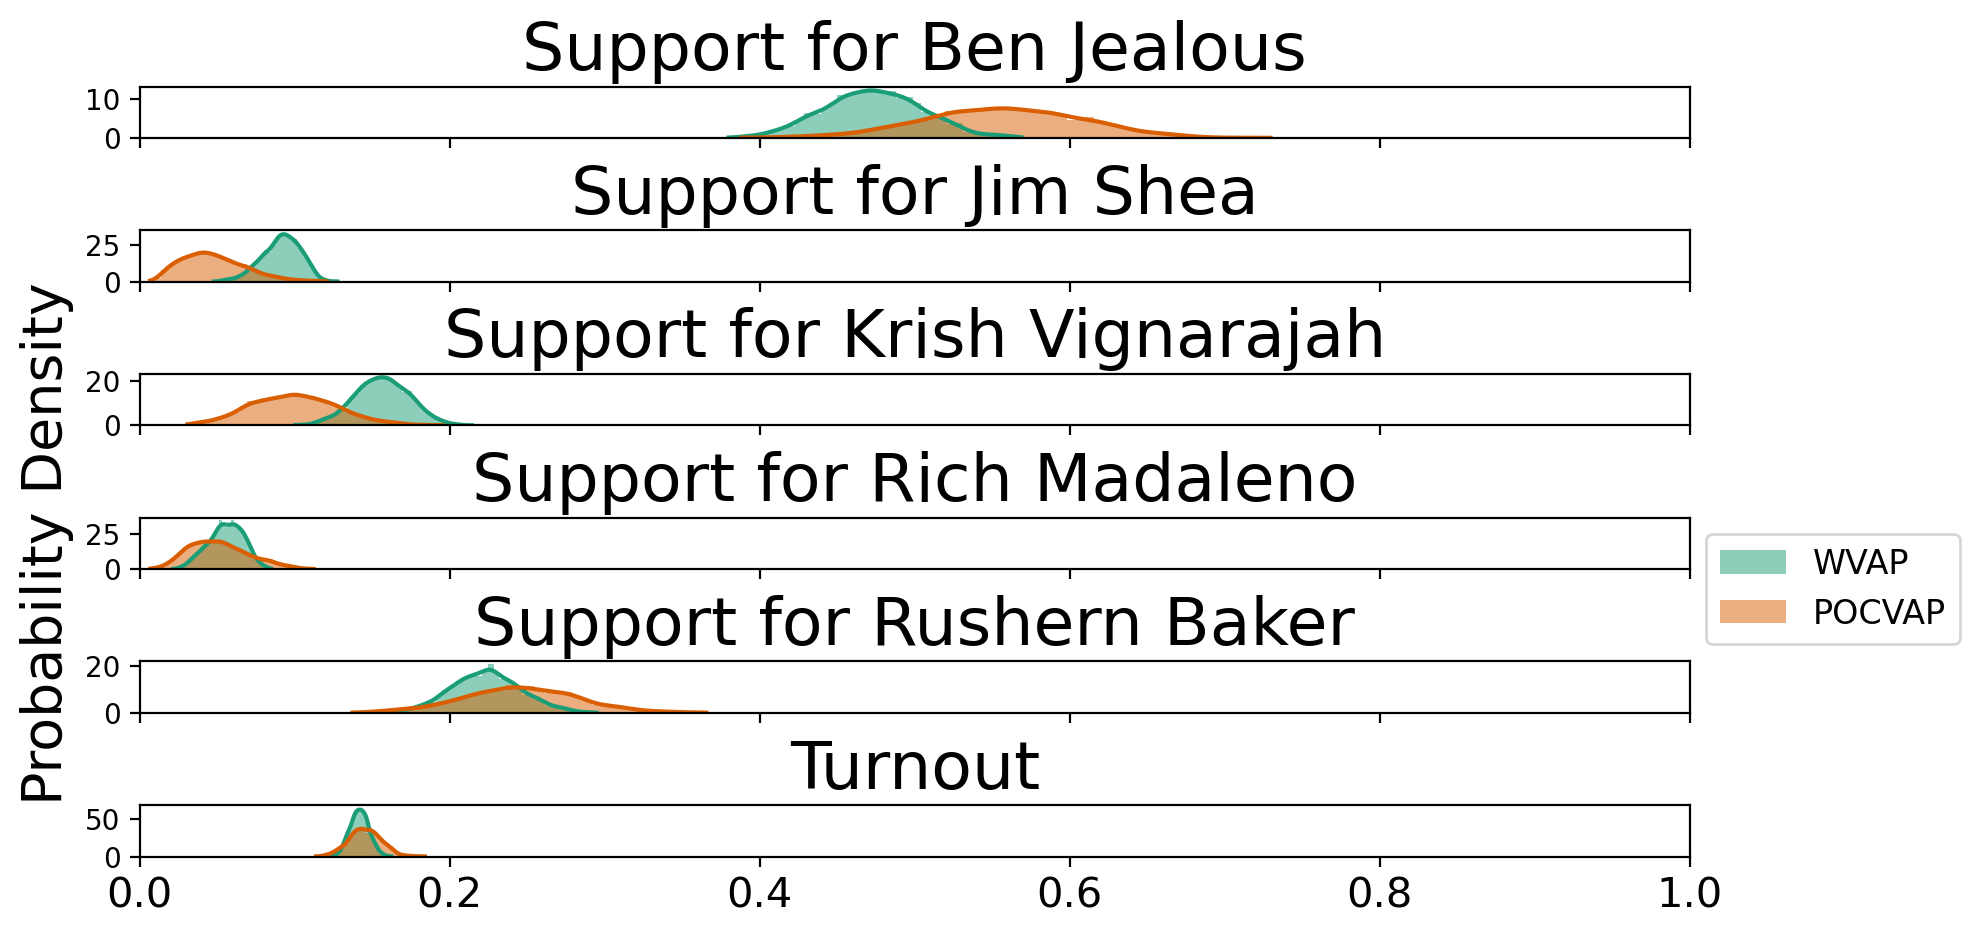 Support for Ben Jealous
10
0
Support for Jim Shea
25
0
Support for Krish Vignarajah
20
0
Support for Rich Madaleno
25
0
Support for Rushern Baker
20
0
Turnout
50
0
0.0 0.2 0.4 0.6 0.8 1.0
Probability Density
WVAP
POCVAP